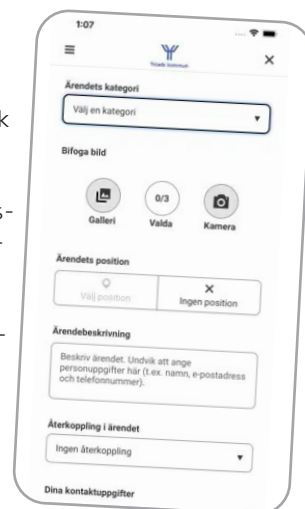 1:07
Ystads kommun
Ärendets kategori
Välj en kategori
Bifoga bild
0/3
Galleri
Valda
Kamera
Ärendets position
Välj position
Ingen position
Ärendebeskrivning
Beskriv ärendet. Undvik att ange
personuppgifter här (t.ex. namn, e-postadress
och telefonnummer).
Återkoppling i ärendet
Ingen återkoppling
Dina kontaktuppgifter